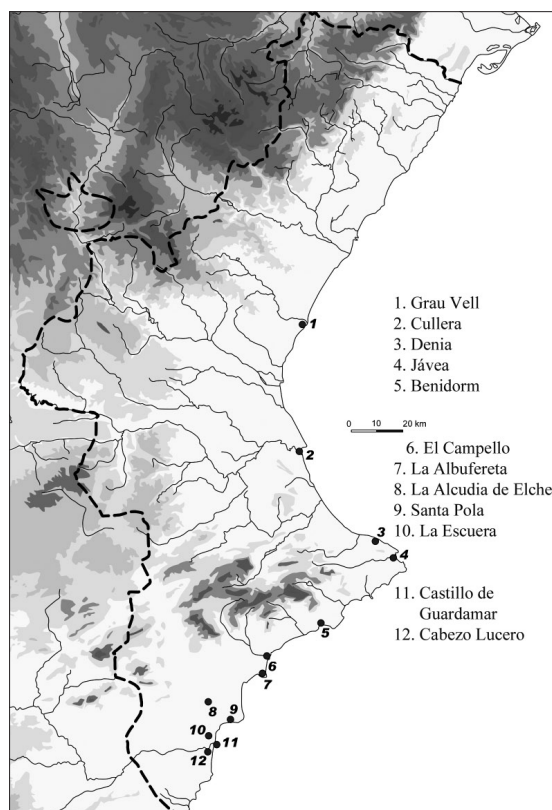 1. Grau Vell
2. Cullera
3. Denia
4. Jávea
5. Benidorm
0 10 20 km
6. El Campello
7. La Albufereta
8. La Alcudia de Elche
9. Santa Pola
10. La Escuera
11. Castillo de
Guardamar
12. Cabezo Lucero
1
2
3
4
5
6
7
8
9
10
11
12